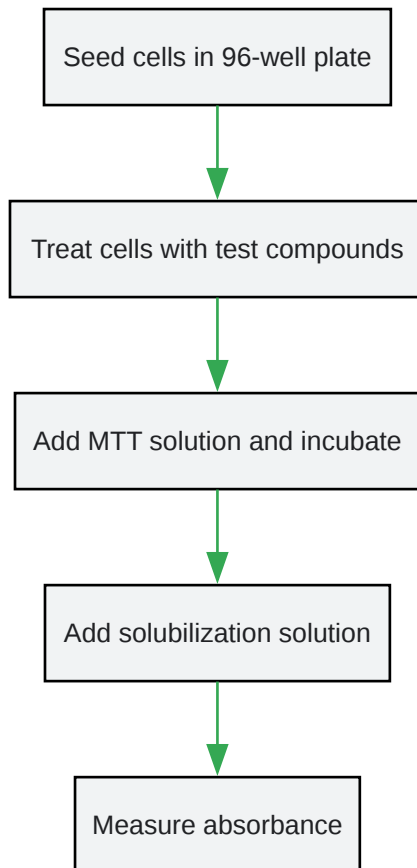 Seed cells in 96-well plate
Treat cells with test compounds
Add MTT solution and incubate
Add solubilization solution
Measure absorbance